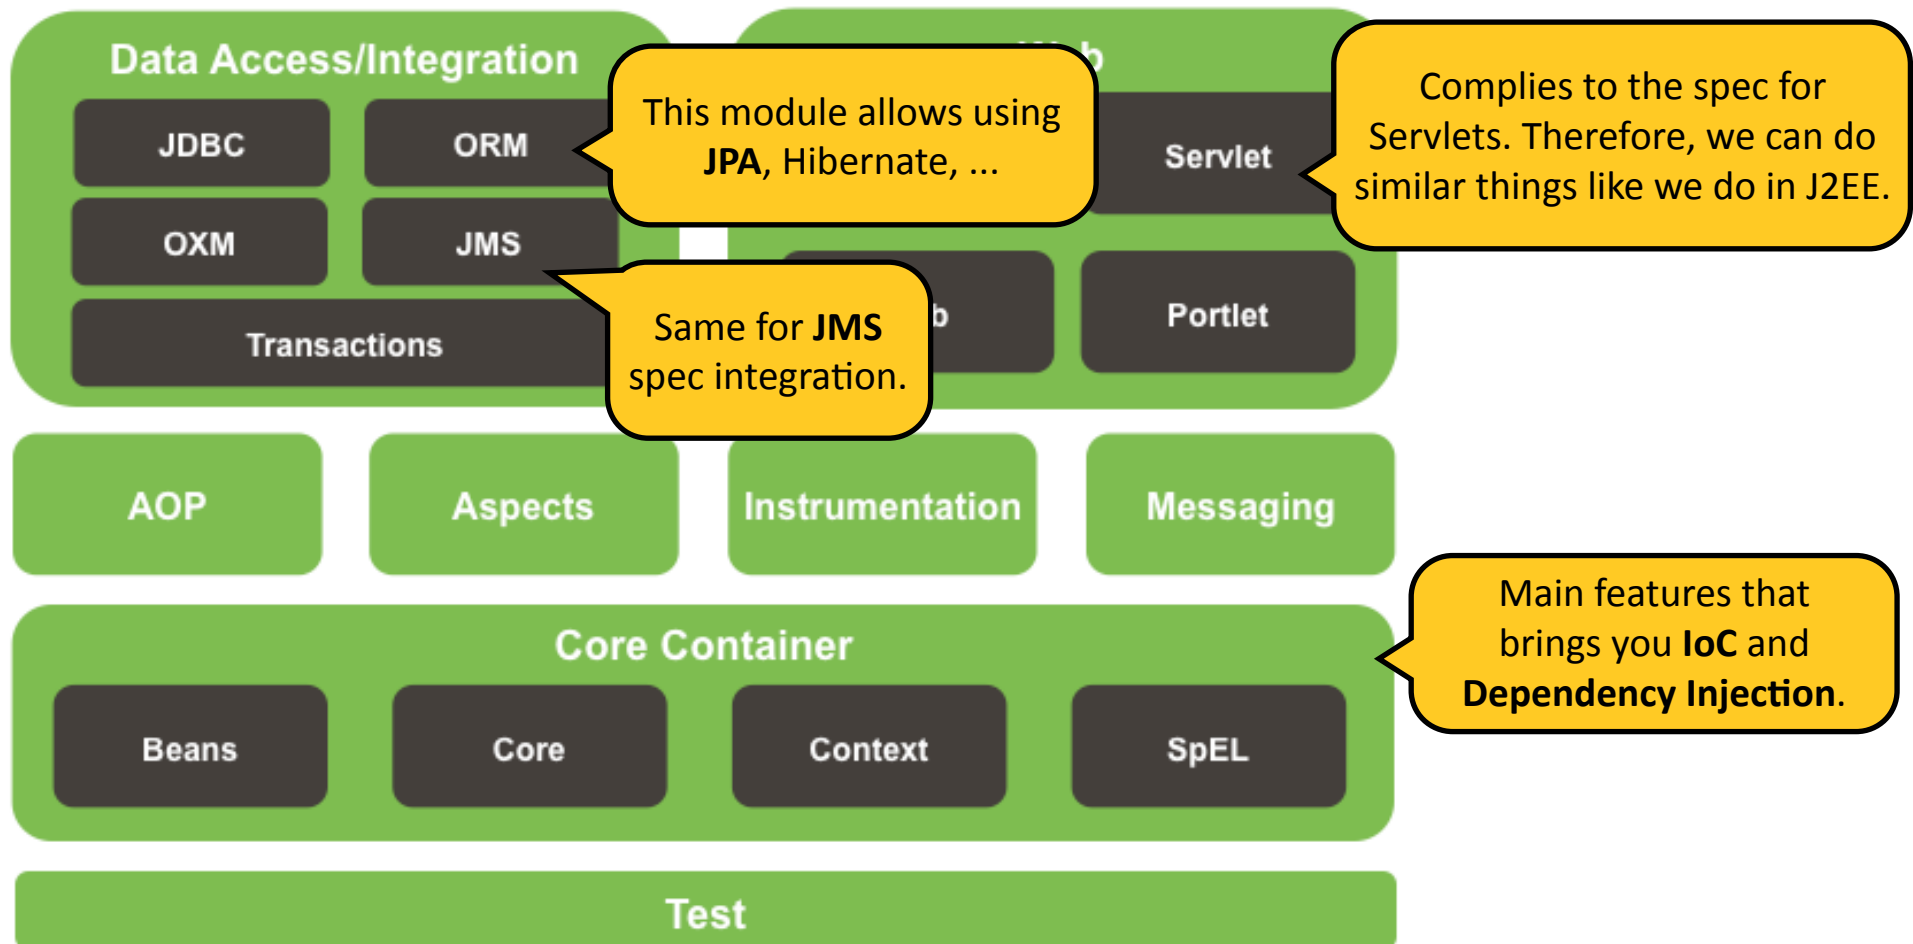 Data Access/Integration
JDBC
ORM
OXM
JMS
Transactions
This module allows using
JPA, Hibernate, ...
Same for JMS
spec integration.
b
Servlet
b
Portlet
Complies to the spec for
Servlets. Therefore, we can do
similar things like we do in J2EE.
AOP
Aspects
Instrumentation
Messaging
Core Container
Beans
Core
Context
SpEL
Main features that
brings you IoC and
Dependency Injection.
Test